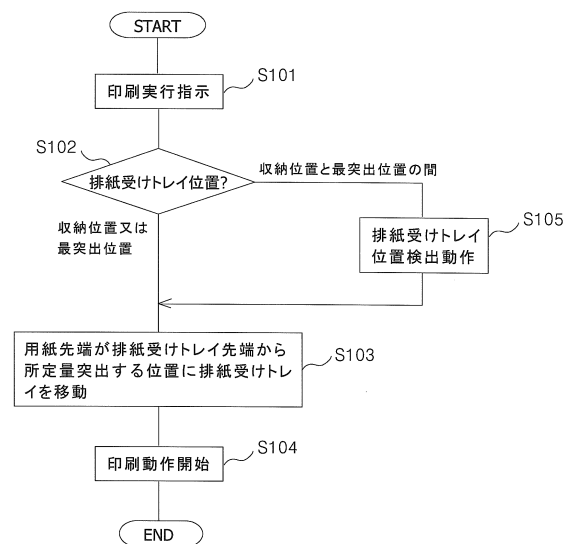 START
印刷実行指示
S101
S102
排紙受けトレイ位置?
収納位置と最突出位置の間
収納位置又は
最突出位置
排紙受けトレイ
位置検出動作
S105
用紙先端が排紙受けトレイ先端から
所定量突出する位置に排紙受けトレ
イを移動
S103
印刷動作開始
S104
END